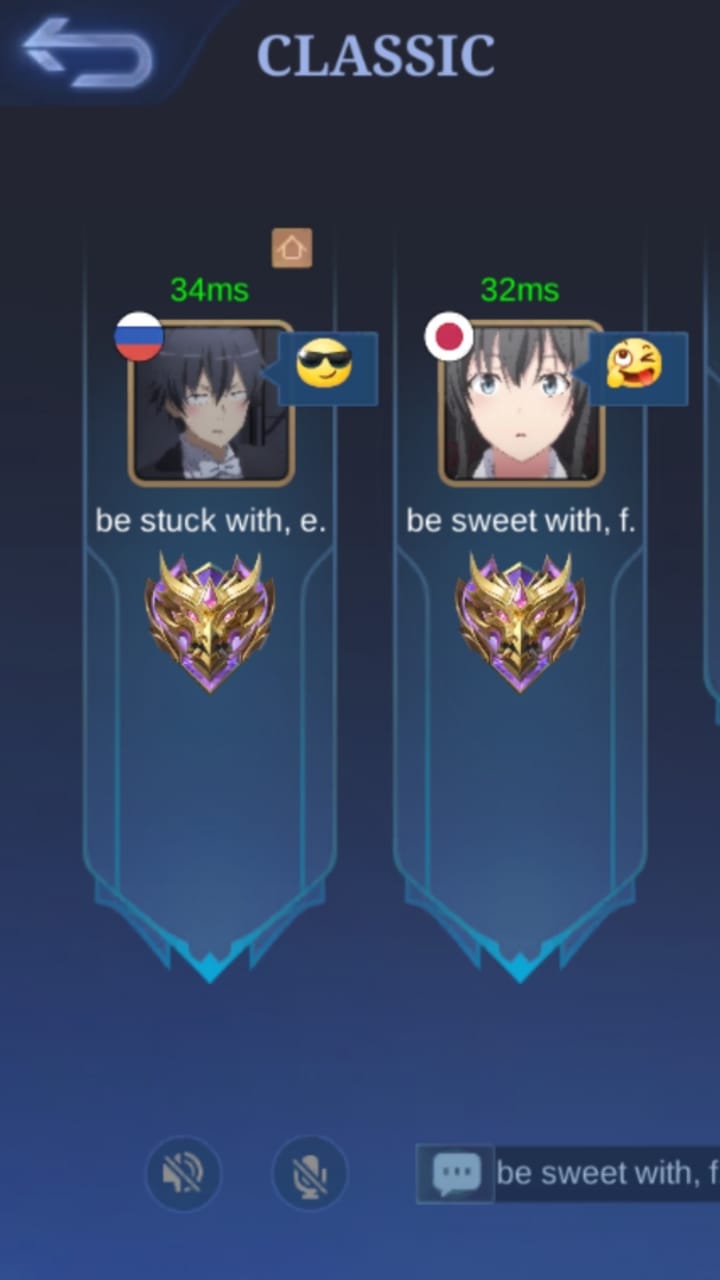 CLASSIC
34ms
32ms
be stuck with, e.
be sweet with, f.
be sweet with, f